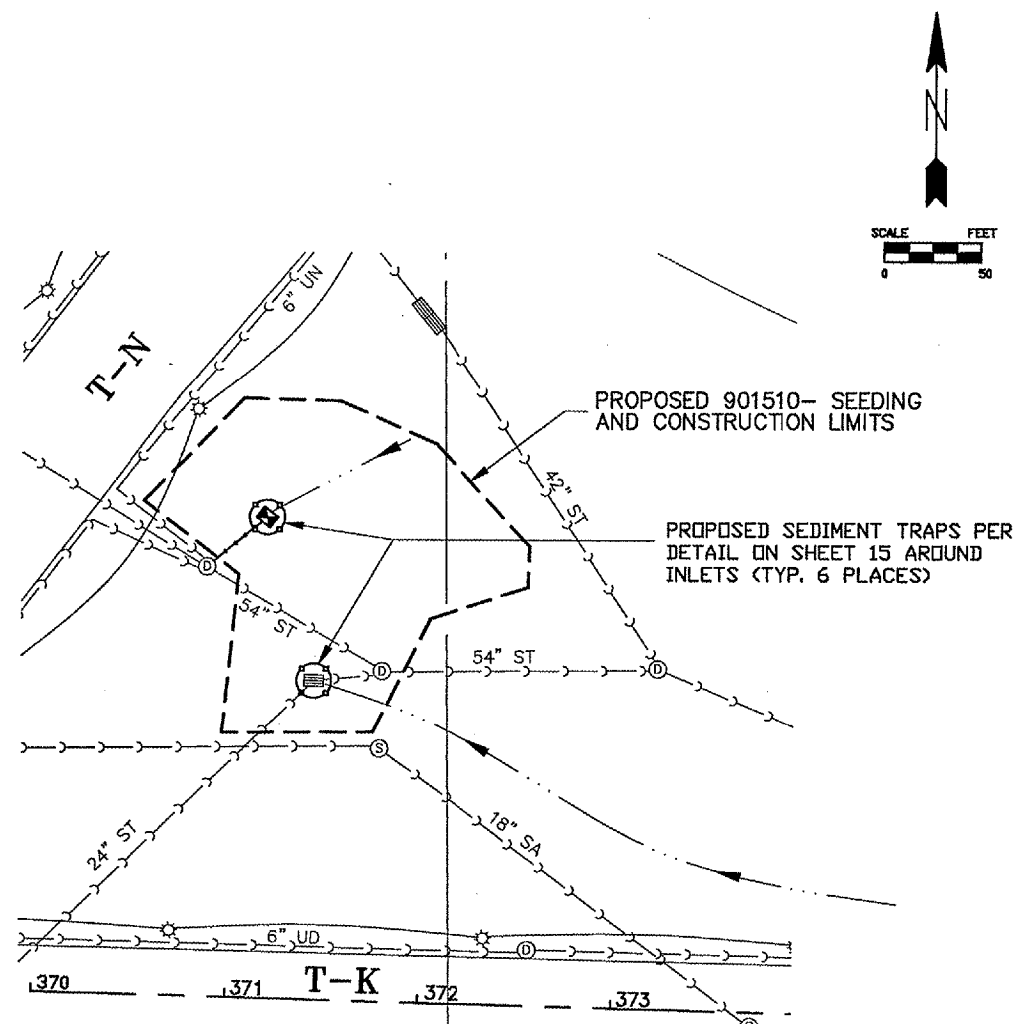 N
SCALE FEET
0 50
6" UN
T-N
PROPOSED 901510- SEEDING
AND CONSTRUCTION LIMITS
42" ST
PROPOSED SEDIMENT TRAPS PER
DETAIL ON SHEET 15 AROUND
INLETS (TYP. 6 PLACES)
D
54" ST
54" ST
D
D
S
24" ST
18" SA
6" UD
D
T-K
370 371 372 373